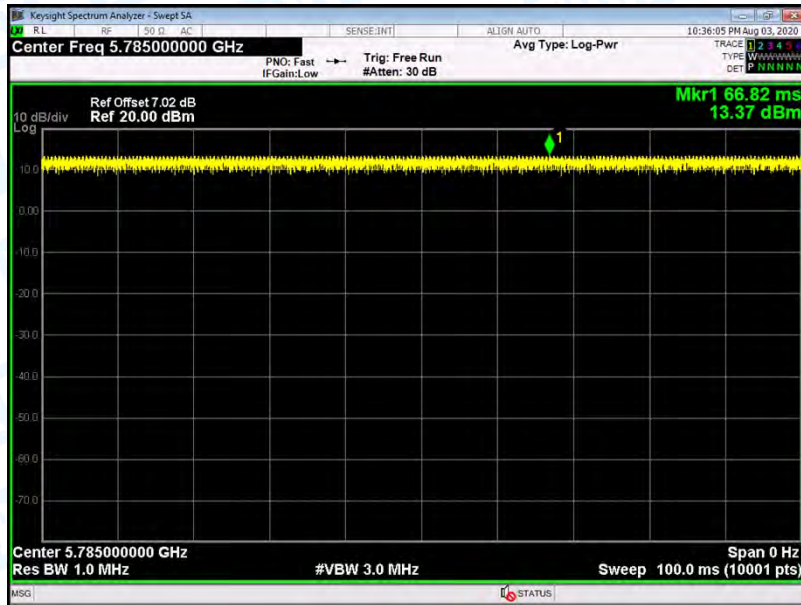 Keysight Spectrum Analyzer - Swept SA
RL RF 50 Ω AC SENSE:INT ALIGN AUTO 10:36:05 PM Aug 03, 2020
Center Freq 5.785000000 GHz
PNO: Fast Trig: Free Run Avg Type: Log-Pwr TRACE 1 2 3 4 5
IFGain:Low #Atten: 30 dB TYPE W
DET P N N N N N
Mkr1 66.82 ms
Ref Offset 7.02 dB
10 dB/div Ref 20.00 dBm 13.37 dBm
Log
1
10.0
0.00
-10.0
-20.0
-30.0
-40.0
-50.0
-60.0
-70.0
Center 5.785000000 GHz Span 0 Hz
Res BW 1.0 MHz #VBW 3.0 MHz Sweep 100.0 ms (10001 pts)
MSG STATUS